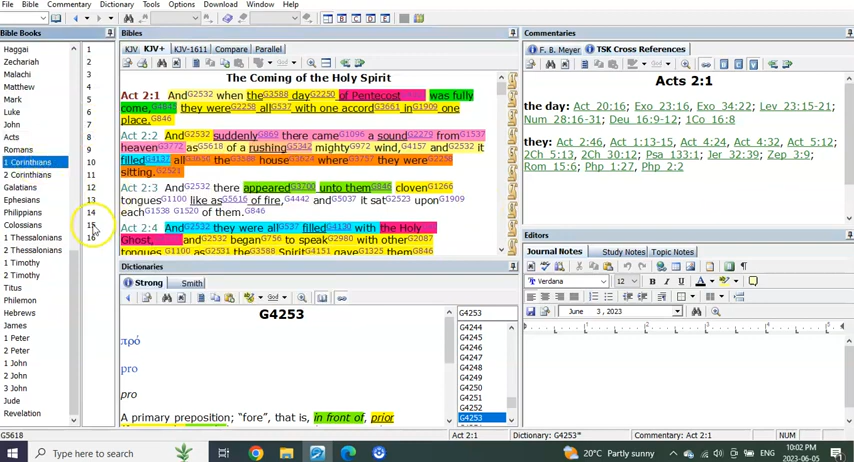 File Bible Commentary Dictionary Tools Options Download Window Help
B C D E
Bible Books
Haggai
Zechariah
Malachi
Matthew
Mark
Luke
John
Acts
Romans
1 Corinthians
2 Corinthians
Galatians
Ephesians
Philippians
Colossians
1 Thessalonians
2 Thessalonians
1 Timothy
2 Timothy
Titus
Philemon
Hebrews
James
1 Peter
2 Peter
1 John
2 John
3 John
Jude
Revelation
1
2
3
4
5
6
7
8
9
10
11
12
13
14
15
16
Bibles
KJV KJV+ KJV-1611 Compare Parallel
The Coming of the Holy Spirit
Act 2:1 And G2532 when the G3588 day G2250 of Pentecost was fully
come, G4845 they were G2258 all G537 with one accord G3661 in G1909 one
place. G846
Act 2:2 And G2532 suddenly G869 there came G1096 a sound G2279 from G1537
heaven G3772 as G5618 of a rushing G5342 mighty G972 wind, G4157 and G2532 it
filled G4137 all G3650 the house G3624 where G3757 they were G2258
sitting. G2521
Act 2:3 And G2532 there appeared G3700 unto them G846 cloven G1266
tongues G1100 like as G5616 of fire, G4442 and G5037 it sat G2523 upon G1909
each G1538 G1520 of them. G846
Act 2:4 And G2532 they were all G537 filled G4130 with the Holy
Ghost, and G2532 began G756 to speak G2980 with other G2087
tongues G1100 as G2531 the Spirit G4151 gave G1325 them G846
Dictionaries
Strong Smith
God
G4253
πρό
pro
pro
A primary preposition; “fore”, that is, in front of, prior
G4253
G4244
G4245
G4246
G4247
G4248
G4249
G4250
G4251
G4252
G4253
Commentaries
F. B. Meyer TSK Cross References
Acts 2:1
the day: Act 20:16; Exo 23:16, Exo 34:22; Lev 23:15-21;
Num 28:16-31; Deu 16:9-12; 1Co 16:8
they: Act 2:46, Act 1:13-15, Act 4:24, Act 4:32, Act 5:12;
2Ch 5:13, 2Ch 30:12; Psa 133:1; Jer 32:39; Zep 3:9;
Rom 15:6; Php 1:27, Php 2:2
Editors
Journal Notes Study Notes Topic Notes
Verdana 12 B I U A
June 3, 2023
1 2 3 4 5
G5618 Act 2:1 Dictionary: G4253* Commentary: Act 2:1 NUM
Type here to search
20°C Partly sunny
ENG
10:02 PM
2023-06-05